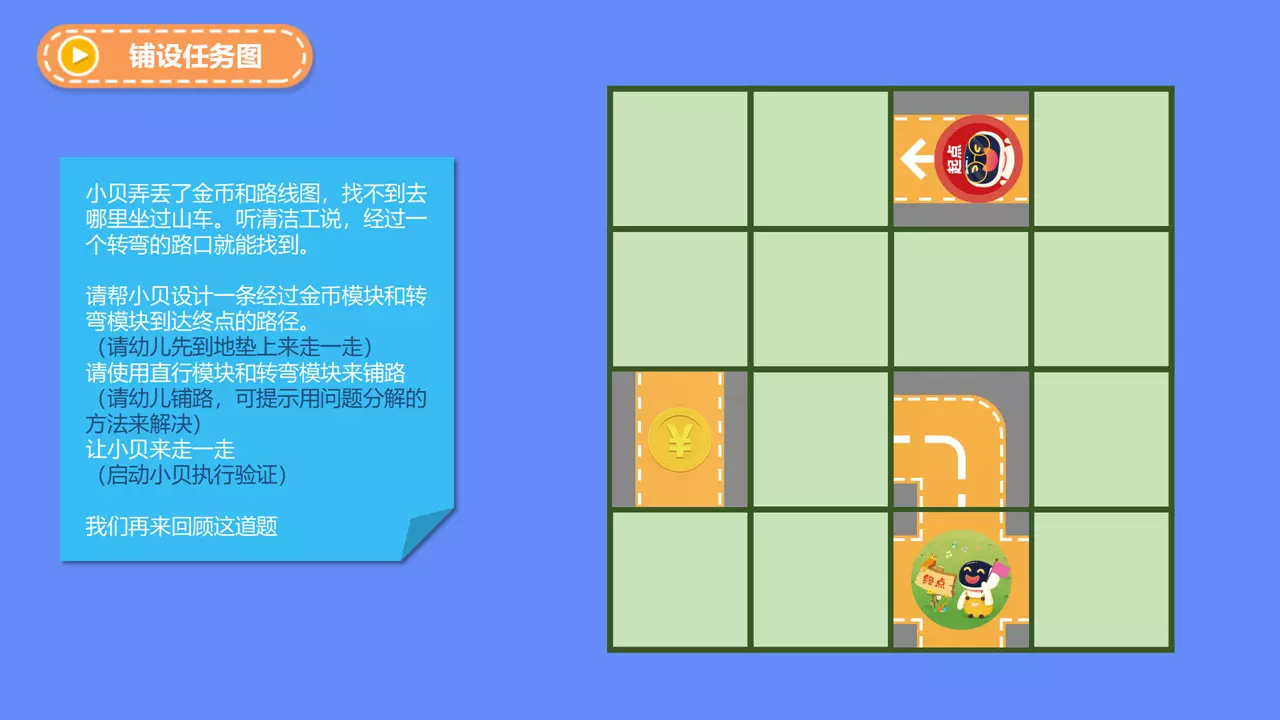 铺设任务图
小贝弄丢了金币和路线图，找不到去
哪里坐过山车。听清洁工说，经过一
个转弯的路口就能找到。
请帮小贝设计一条经过金币模块和转
弯模块到达终点的路径。
（请幼儿先到地垫上来走一走）
请使用直行模块和转弯模块来铺路
（请幼儿铺路，可提示用问题分解的
方法来解决）
让小贝来走一走
（启动小贝执行验证）
我们再来回顾这道题
起点
¥
终点